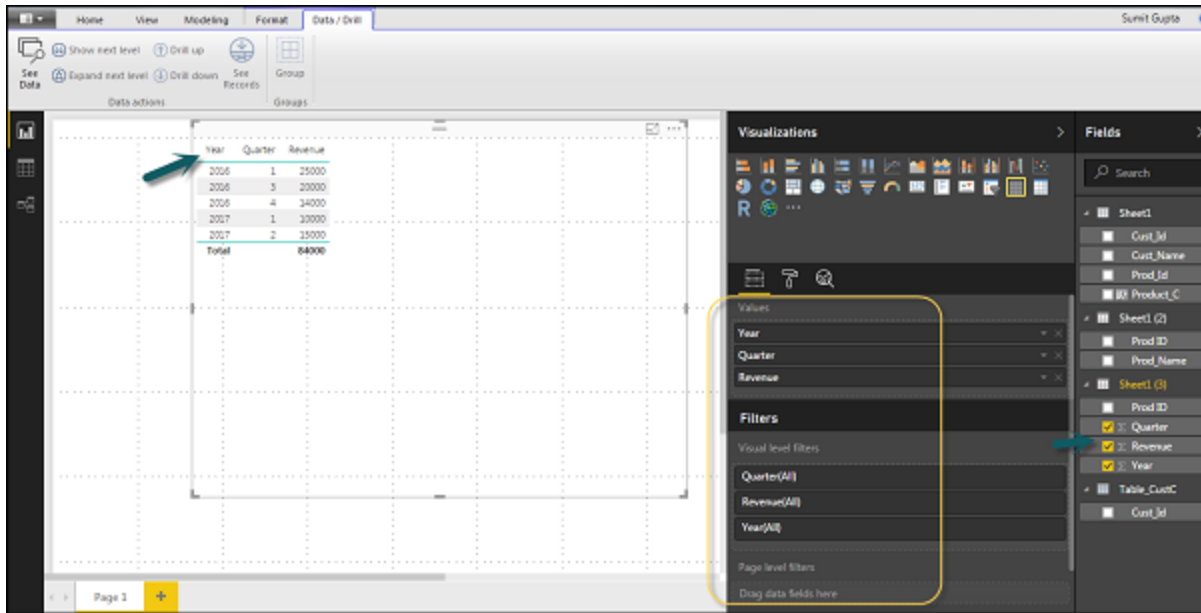 Home View Modeling Format Data / Drill Sumit Gupta
See Data
Show next level Drill up
Expand next level Drill down
See Records
Group
Data actions Groups
Year Quarter Revenue
2016 1 25000
2016 3 20000
2016 4 14000
2017 1 10000
2017 2 15000
Total 84000
Visualizations
R
Values
Year
Quarter
Revenue
Filters
Visual level filters
Quarter(All)
Revenue(All)
Year(All)
Page level filters
Drag data fields here
Fields
Search
Sheet1
Cust_Id
Cust_Name
Prod_Id
Product_C
Sheet1 (2)
Prod ID
Prod_Name
Sheet1 (3)
Prod ID
Σ Quarter
Σ Revenue
Σ Year
Table_CustC
Cust_Id
Page 1